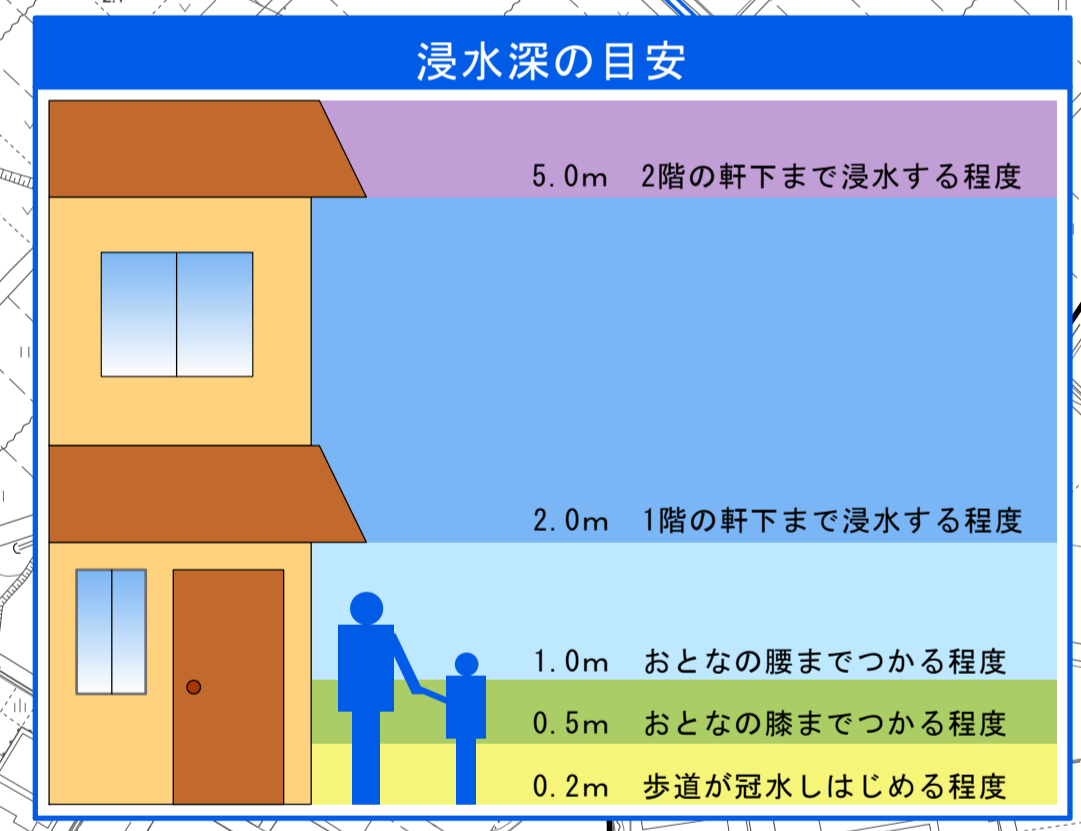 浸水深の目安
5.0m 2階の軒下まで浸水する程度
2.0m 1階の軒下まで浸水する程度
1.0m おとなの腰までつかる程度
0.5m おとなの膝までつかる程度
0.2m 歩道が冠水しはじめる程度